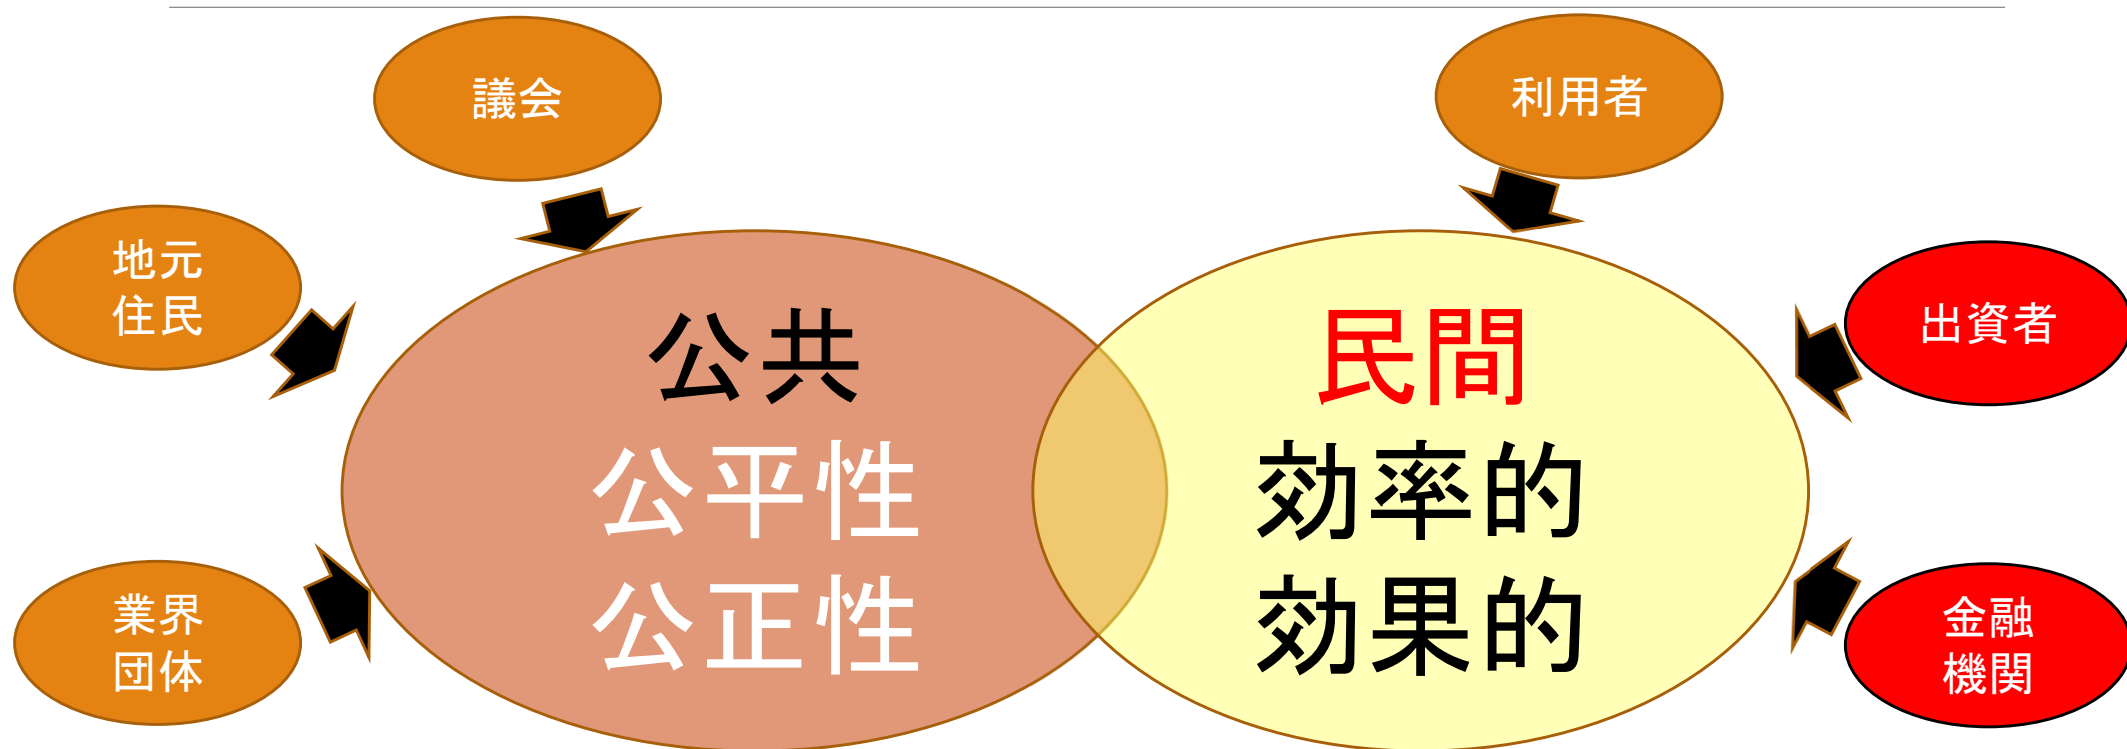 議会
利用者
地元
住民
出資者
公共
公平性
公正性
民間
効率的
効果的
業界
団体
金融
機関